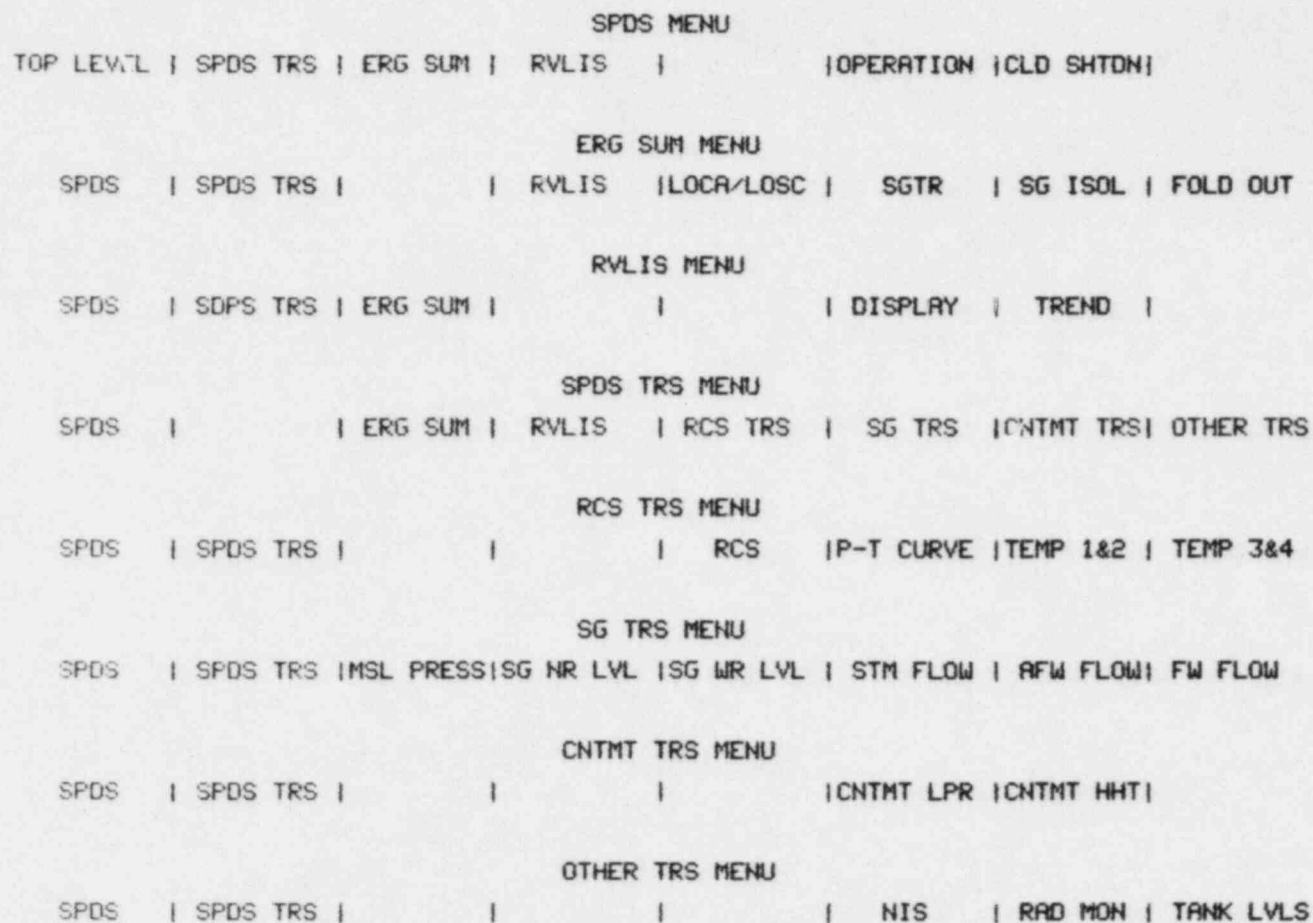 SPDS MENU
TOP LEVEL | SPDS TRS | ERG SUM | RVLIS | |OPERATION |CLD SHTDN|
ERG SUM MENU
SPDS | SPDS TRS | | RVLIS |LOCA/LOSC | SGTR | SG ISOL | FOLD OUT
RVLIS MENU
SPDS | SDPS TRS | ERG SUM | | | DISPLAY | TREND |
SPDS TRS MENU
SPDS | | ERG SUM | RVLIS | RCS TRS | SG TRS |CNTMT TRS| OTHER TRS
RCS TRS MENU
SPDS | SPDS TRS | | | RCS |P-T CURVE |TEMP 1&2 | TEMP 3&4
SG TRS MENU
SPDS | SPDS TRS |MSL PRESS|SG NR LVL |SG WR LVL | STM FLOW | AFW FLOW| FW FLOW
CNTMT TRS MENU
SPDS | SPDS TRS | | | |CNTMT LPR |CNTMT HHT|
OTHER TRS MENU
SPDS | SPDS TRS | | | | NIS | RAD MON | TANK LVLS